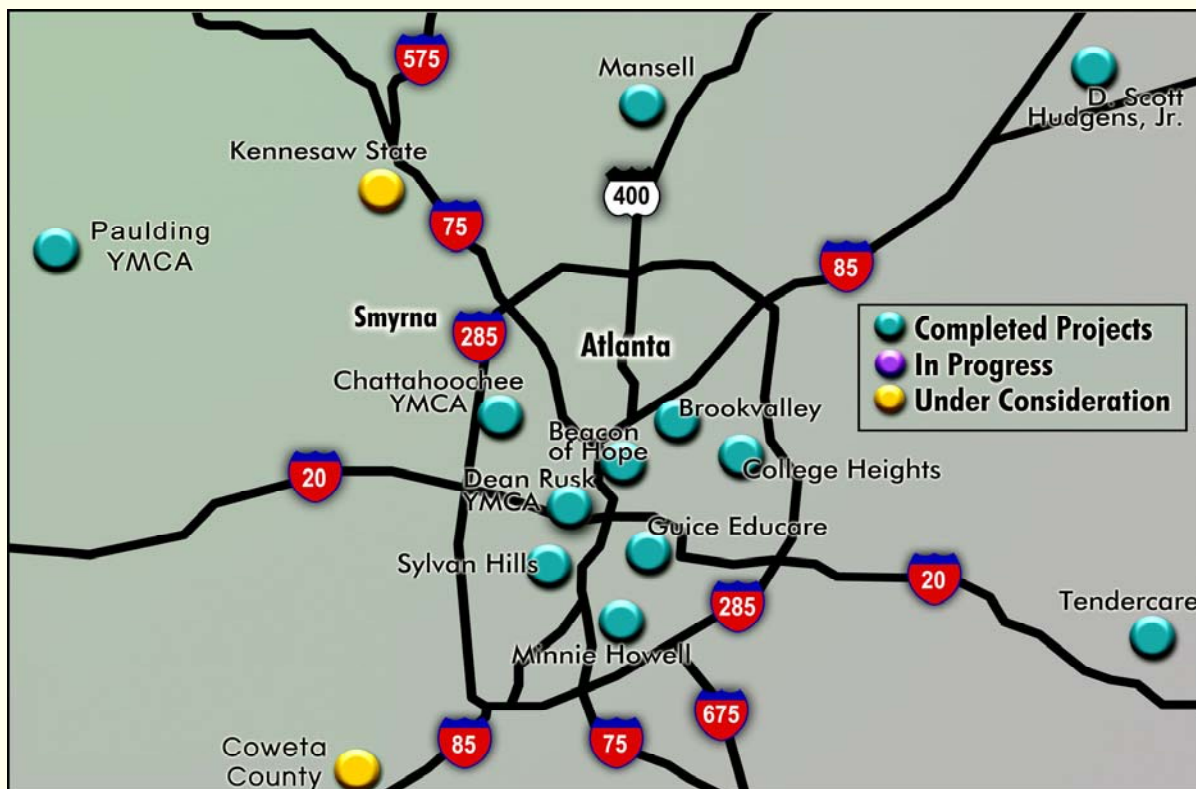 575
Mansell
D. Scott
Hudgens, Jr.
Kennesaw State
400
75
Paulding
YMCA
85
Smyrna
285
Atlanta
Completed Projects
In Progress
Under Consideration
Chattahoochee
YMCA
Brookvalley
Beacon
of Hope
College Heights
20
Dean Rusk
YMCA
Guice Educare
Sylvan Hills
20
285
Tendercare
Minnie Howell
675
85
75
Coweta
County